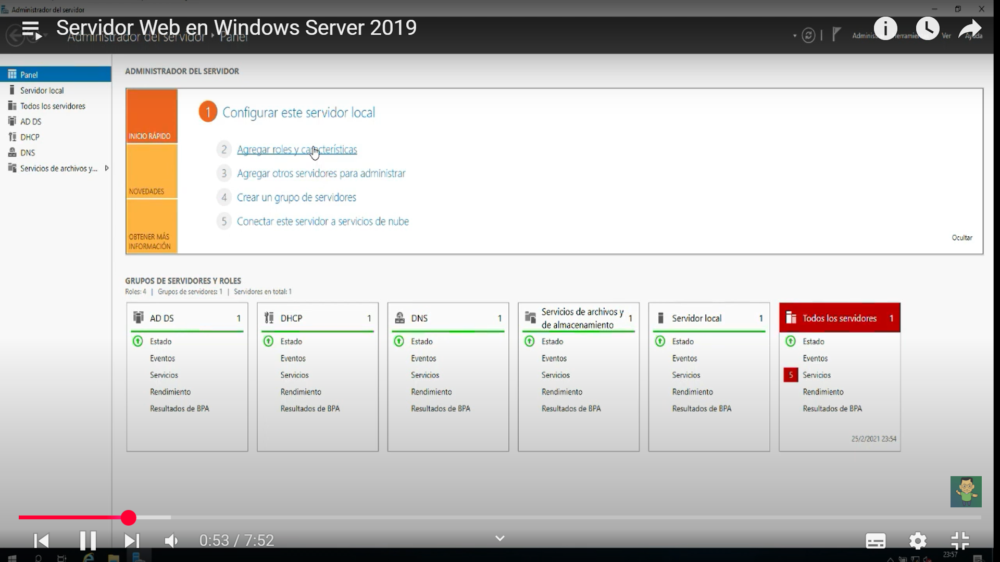 Administrador del servidor
Servidor Web en Windows Server 2019
Administrador del servidor • Panel
Ver
Ayuda
Panel
Servidor local
Todos los servidores
AD DS
DHCP
DNS
Servicios de archivos y...
ADMINISTRADOR DEL SERVIDOR
INICIO RÁPIDO
NOVEDADES
OBTENER MÁS
INFORMACIÓN
1 Configurar este servidor local
2 Agregar roles y características
3 Agregar otros servidores para administrar
4 Crear un grupo de servidores
5 Conectar este servidor a servicios de nube
Ocultar
GRUPOS DE SERVIDORES Y ROLES
Roles: 4 | Grupos de servidores: 1 | Servidores en total: 1
AD DS 1
Estado
Eventos
Servicios
Rendimiento
Resultados de BPA
DHCP 1
Estado
Eventos
Servicios
Rendimiento
Resultados de BPA
DNS 1
Estado
Eventos
Servicios
Rendimiento
Resultados de BPA
Servicios de archivos y
de almacenamiento 1
Estado
Eventos
Servicios
Rendimiento
Resultados de BPA
Servidor local 1
Estado
Eventos
Servicios
Rendimiento
Resultados de BPA
Todos los servidores 1
Estado
Eventos
5 Servicios
Rendimiento
Resultados de BPA
25/2/2021 23:54
0:53 / 7:52
23:57